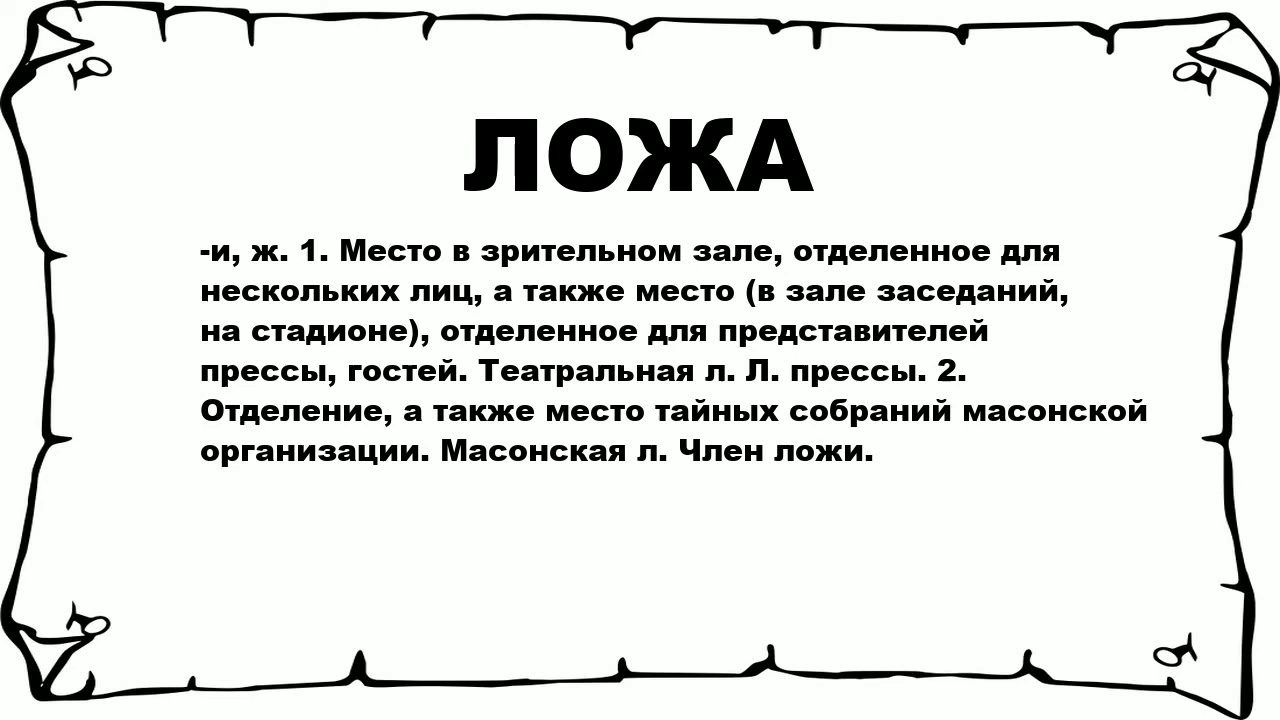 ЛОЖА
-и, ж. 1. Место в зрительном зале, отделенное для
нескольких лиц, а также место (в зале заседаний,
на стадионе), отделенное для представителей
прессы, гостей. Театральная л. Л. прессы. 2.
Отделение, а также место тайных собраний масонской
организации. Масонская л. Член ложи.